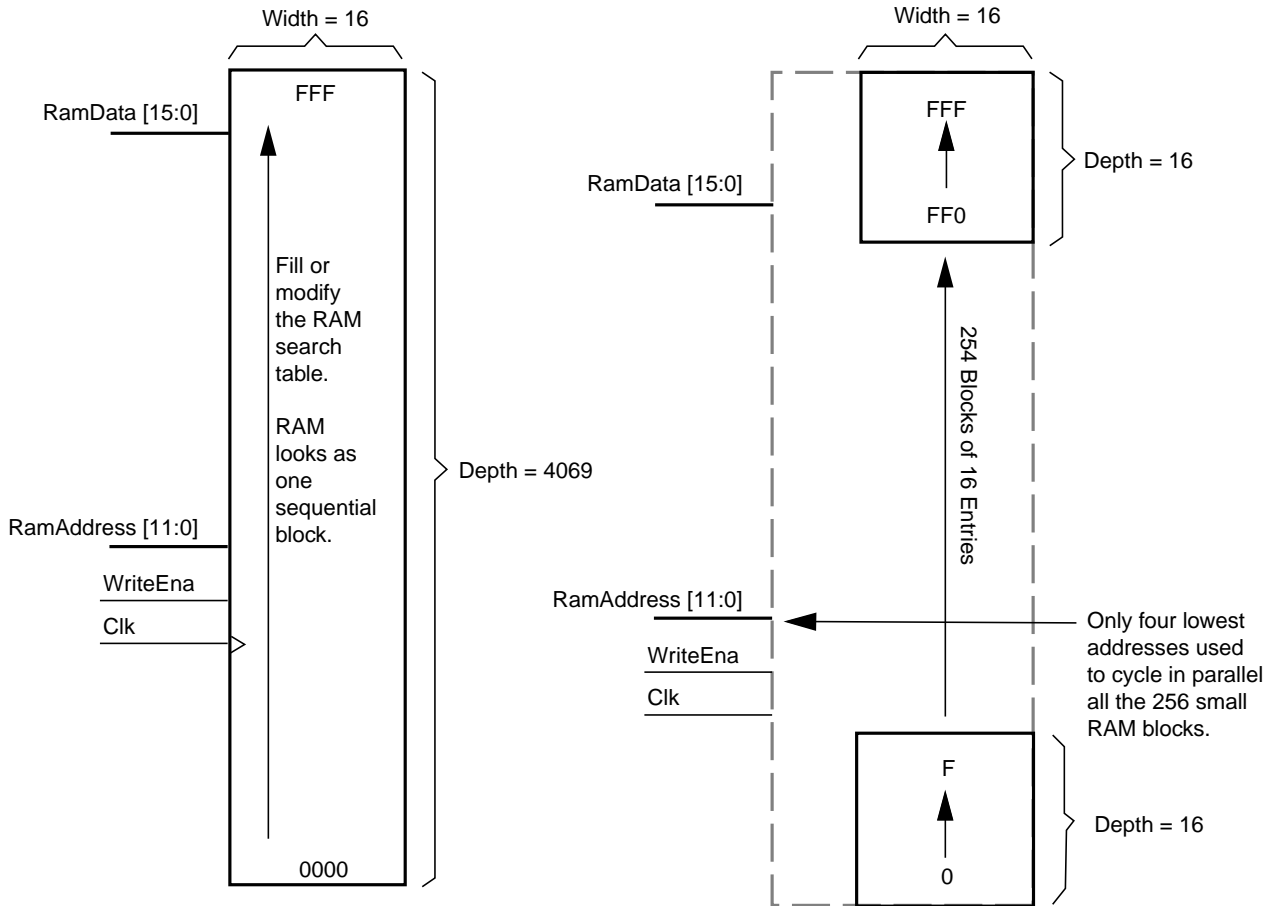 Width = 16
FFF
RamData [15:0]
Fill or
modify
the RAM
search
table.
RAM
looks as
one
sequential
block.
Depth = 4069
RamAddress [11:0]
WriteEna
Clk
0000
Width = 16
FFF
Depth = 16
RamData [15:0]
FF0
254 Blocks of 16 Entries
RamAddress [11:0]
Only four lowest
addresses used
to cycle in parallel
all the 256 small
RAM blocks.
WriteEna
Clk
F
Depth = 16
0